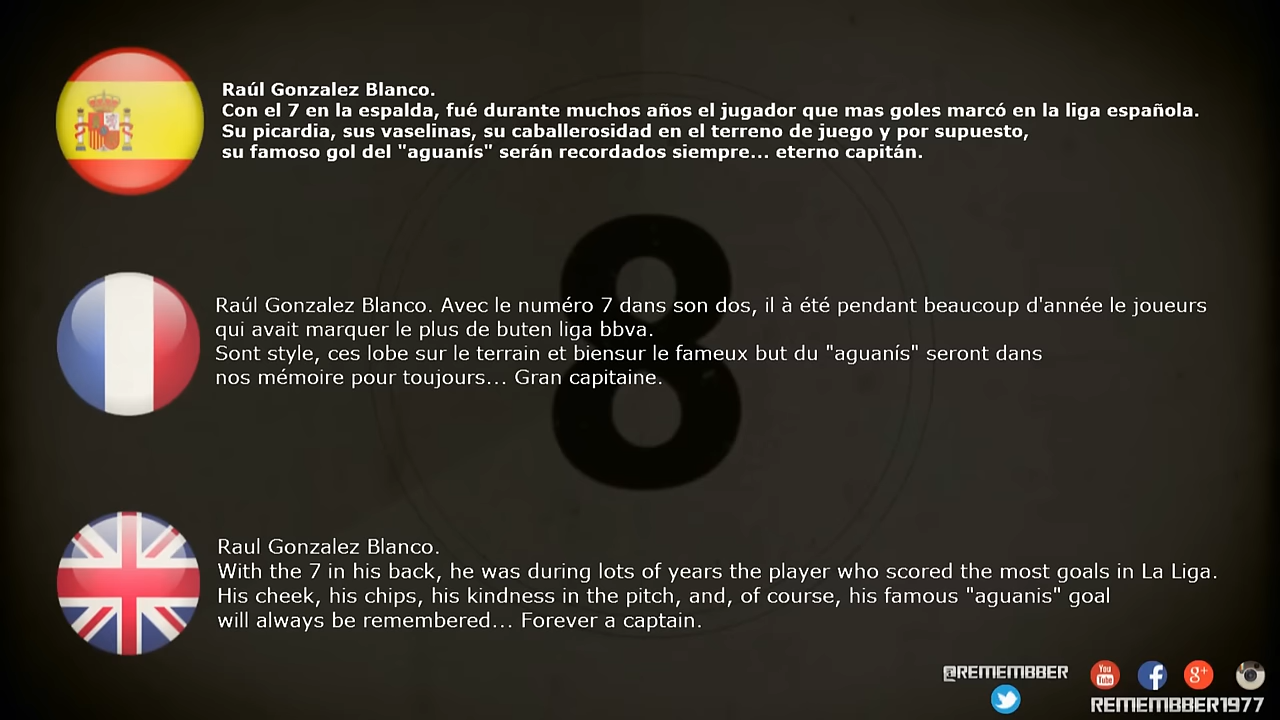 Raúl Gonzalez Blanco.
Con el 7 en la espalda, fué durante muchos años el jugador que mas goles marcó en la liga española.
Su picardia, sus vaselinas, su caballerosidad en el terreno de juego y por supuesto,
su famoso gol del "aguanís" serán recordados siempre... eterno capitán.
8
Raúl Gonzalez Blanco. Avec le numéro 7 dans son dos, il à été pendant beaucoup d'année le joueurs
qui avait marquer le plus de buten liga bbva.
Sont style, ces lobe sur le terrain et biensur le fameux but du "aguanís" seront dans
nos mémoire pour toujours... Gran capitaine.
Raul Gonzalez Blanco.
With the 7 in his back, he was during lots of years the player who scored the most goals in La Liga.
His cheek, his chips, his kindness in the pitch, and, of course, his famous "aguanis" goal
will always be remembered... Forever a captain.
@REMEMBBER
You Tube
f
g+
REMEMBBER1977